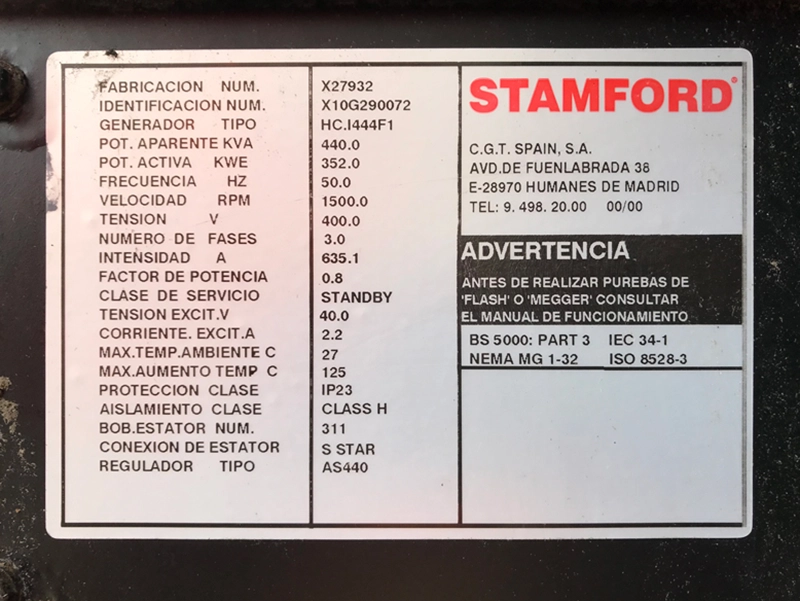 FABRICACION NUM. X27932
IDENTIFICACION NUM. X10G290072
GENERADOR TIPO HC.I444F1
POT. APARENTE KVA 440.0
POT. ACTIVA KWE 352.0
FRECUENCIA HZ 50.0
VELOCIDAD RPM 1500.0
TENSION V 400.0
NUMERO DE FASES 3.0
INTENSIDAD A 635.1
FACTOR DE POTENCIA 0.8
CLASE DE SERVICIO STANDBY
TENSION EXCIT.V 40.0
CORRIENTE. EXCIT.A 2.2
MAX.TEMP.AMBIENTE C 27
MAX.AUMENTO TEMP C 125
PROTECCION CLASE IP23
AISLAMIENTO CLASE CLASS H
BOB.ESTATOR NUM. 311
CONEXION DE ESTATOR S STAR
REGULADOR TIPO AS440
STAMFORD®
C.G.T. SPAIN, S.A.
AVD.DE FUENLABRADA 38
E-28970 HUMANES DE MADRID
TEL: 9. 498. 20.00 00/00
ADVERTENCIA
ANTES DE REALIZAR PUREBAS DE
'FLASH' O 'MEGGER' CONSULTAR
EL MANUAL DE FUNCIONAMIENTO
BS 5000: PART 3 IEC 34-1
NEMA MG 1-32 ISO 8528-3